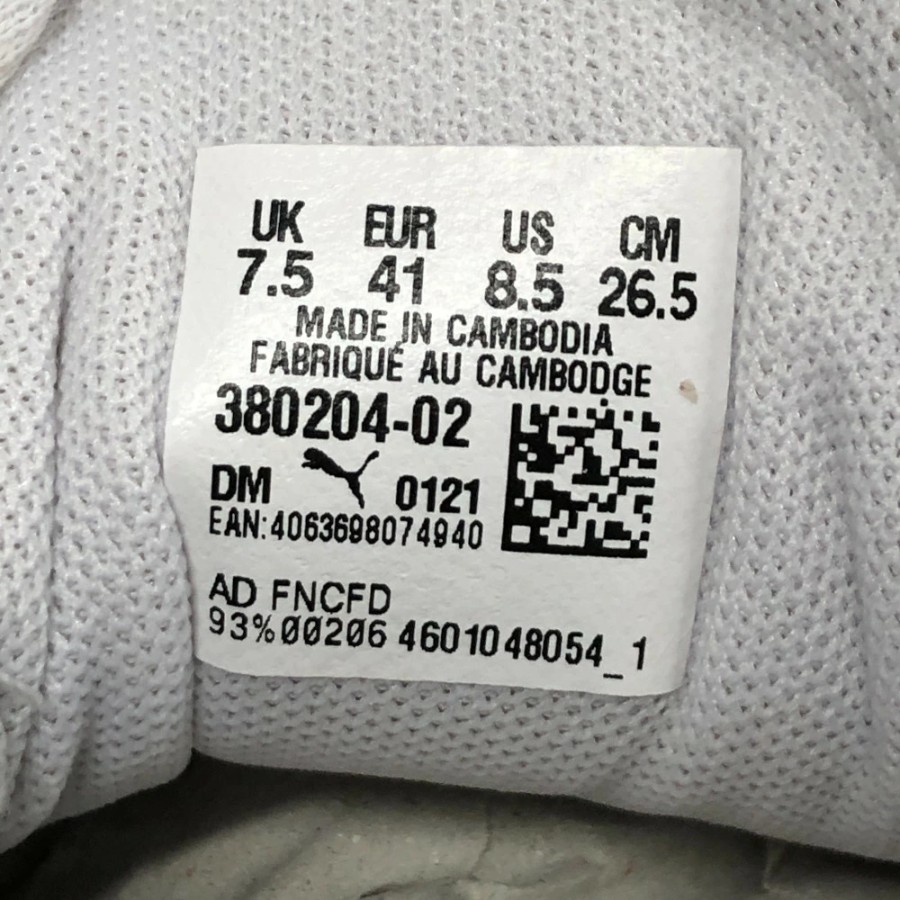 UK EUR US CM
7.5 41 8.5 26.5
MADE IN CAMBODIA
FABRIQUÉ AU CAMBODGE
380204-02
DM 0121
EAN:4063698074940
AD FNCFD
93%00206 4601048054_1